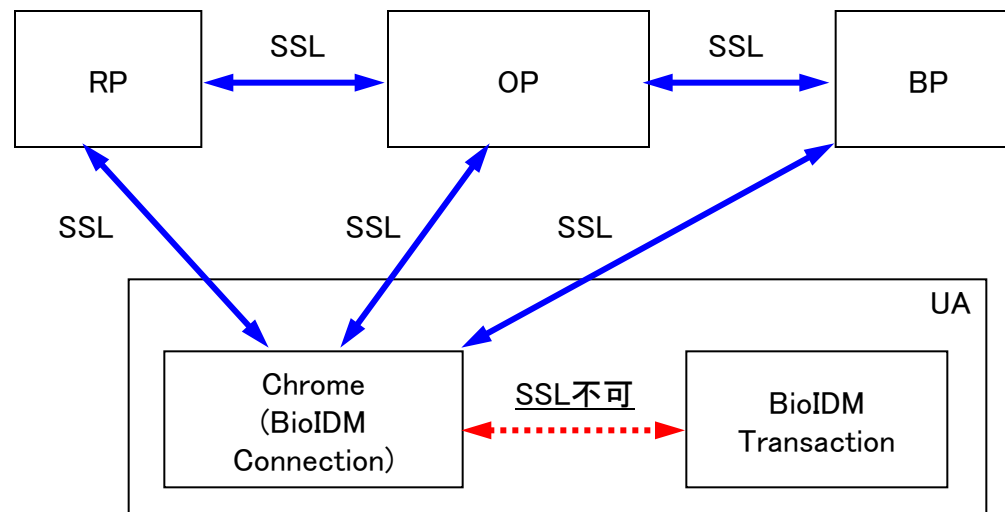 SSL
SSL
RP
OP
BP
SSL
SSL
SSL
UA
Chrome
(BioIDM
Connection)
SSL不可
BioIDM
Transaction